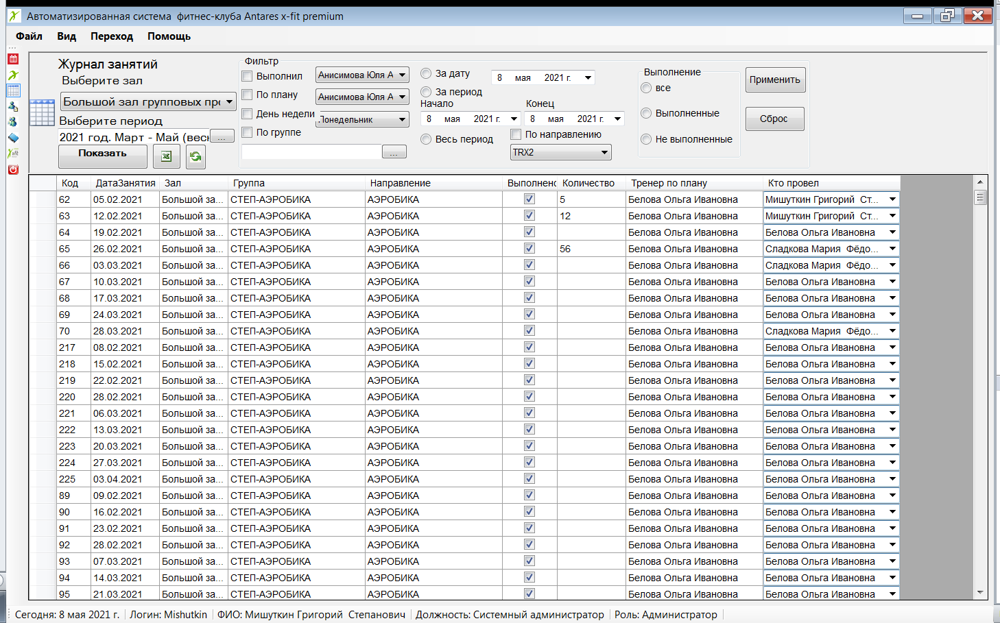 Автоматизированная система фитнес-клуба Antares x-fit premium
Файл Вид Переход Помощь
Журнал занятий
Выберите зал
Большой зал групповых прс
Выберите период
2021 год. Март - Май (весн
...
Показать
Фильтр
Выполнил Анисимова Юля А
По плану Анисимова Юля А
День недели Понедельник
По группе
...
За дату 8 мая 2021 г.
За период
Начало Конец
8 мая 2021 г. 8 мая 2021 г.
Весь период
По направлению
TRX2
Выполнение
все
Выполненные
Не выполненные
Применить
Сброс
Код ДатаЗанятия Зал Группа Направление Выполненс Количество Тренер по плану Кто провел
62 05.02.2021 Большой за... СТЕП-АЭРОБИКА АЭРОБИКА 5 Белова Ольга Ивановна Мишуткин Григорий Ст...
63 12.02.2021 Большой за... СТЕП-АЭРОБИКА АЭРОБИКА 12 Белова Ольга Ивановна Мишуткин Григорий Ст...
64 19.02.2021 Большой за... СТЕП-АЭРОБИКА АЭРОБИКА Белова Ольга Ивановна Белова Ольга Ивановна
65 26.02.2021 Большой за... СТЕП-АЭРОБИКА АЭРОБИКА 56 Белова Ольга Ивановна Сладкова Мария Фёдо...
66 03.03.2021 Большой за... СТЕП-АЭРОБИКА АЭРОБИКА Белова Ольга Ивановна Сладкова Мария Фёдо...
67 10.03.2021 Большой за... СТЕП-АЭРОБИКА АЭРОБИКА Белова Ольга Ивановна Белова Ольга Ивановна
68 17.03.2021 Большой за... СТЕП-АЭРОБИКА АЭРОБИКА Белова Ольга Ивановна Белова Ольга Ивановна
69 24.03.2021 Большой за... СТЕП-АЭРОБИКА АЭРОБИКА Белова Ольга Ивановна Белова Ольга Ивановна
70 28.03.2021 Большой за... СТЕП-АЭРОБИКА АЭРОБИКА Белова Ольга Ивановна Сладкова Мария Фёдо...
217 08.02.2021 Большой за... СТЕП-АЭРОБИКА АЭРОБИКА Белова Ольга Ивановна Белова Ольга Ивановна
218 15.02.2021 Большой за... СТЕП-АЭРОБИКА АЭРОБИКА Белова Ольга Ивановна Белова Ольга Ивановна
219 22.02.2021 Большой за... СТЕП-АЭРОБИКА АЭРОБИКА Белова Ольга Ивановна Белова Ольга Ивановна
220 28.02.2021 Большой за... СТЕП-АЭРОБИКА АЭРОБИКА Белова Ольга Ивановна Белова Ольга Ивановна
221 06.03.2021 Большой за... СТЕП-АЭРОБИКА АЭРОБИКА Белова Ольга Ивановна Белова Ольга Ивановна
222 13.03.2021 Большой за... СТЕП-АЭРОБИКА АЭРОБИКА Белова Ольга Ивановна Белова Ольга Ивановна
223 20.03.2021 Большой за... СТЕП-АЭРОБИКА АЭРОБИКА Белова Ольга Ивановна Белова Ольга Ивановна
224 27.03.2021 Большой за... СТЕП-АЭРОБИКА АЭРОБИКА Белова Ольга Ивановна Белова Ольга Ивановна
225 03.04.2021 Большой за... СТЕП-АЭРОБИКА АЭРОБИКА Белова Ольга Ивановна Белова Ольга Ивановна
89 09.02.2021 Большой за... СТЕП-АЭРОБИКА АЭРОБИКА Белова Ольга Ивановна Белова Ольга Ивановна
90 16.02.2021 Большой за... СТЕП-АЭРОБИКА АЭРОБИКА Белова Ольга Ивановна Белова Ольга Ивановна
91 23.02.2021 Большой за... СТЕП-АЭРОБИКА АЭРОБИКА Белова Ольга Ивановна Белова Ольга Ивановна
92 28.02.2021 Большой за... СТЕП-АЭРОБИКА АЭРОБИКА Белова Ольга Ивановна Белова Ольга Ивановна
93 07.03.2021 Большой за... СТЕП-АЭРОБИКА АЭРОБИКА Белова Ольга Ивановна Белова Ольга Ивановна
94 14.03.2021 Большой за... СТЕП-АЭРОБИКА АЭРОБИКА Белова Ольга Ивановна Белова Ольга Ивановна
95 21.03.2021 Большой за... СТЕП-АЭРОБИКА АЭРОБИКА Белова Ольга Ивановна Белова Ольга Ивановна
Сегодня: 8 мая 2021 г. Логин: Mishutkin ФИО: Мишуткин Григорий Степанович Должность: Системный администратор Роль: Администратор